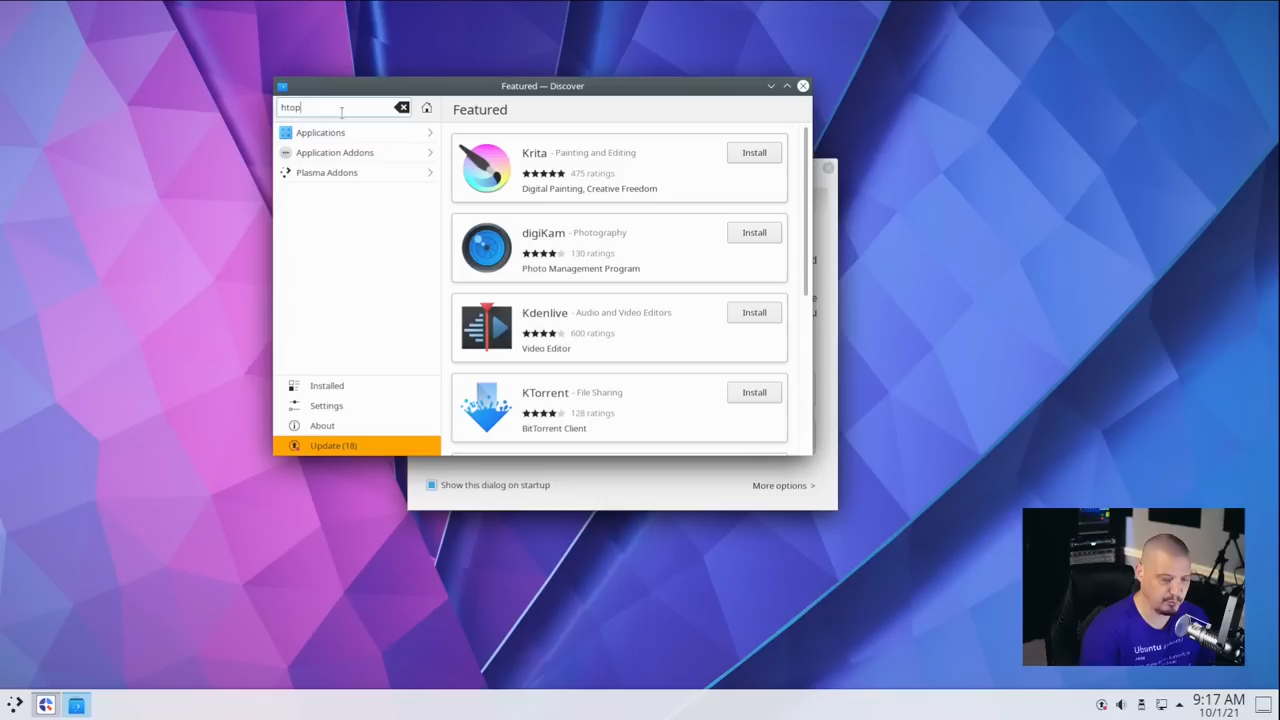 Featured — Discover
htop
Featured
Applications
Application Addons
Plasma Addons
Krita - Painting and Editing
475 ratings
Digital Painting, Creative Freedom
Install
digiKam - Photography
130 ratings
Photo Management Program
Install
Kdenlive - Audio and Video Editors
600 ratings
Video Editor
Install
KTorrent - File Sharing
128 ratings
BitTorrent Client
Install
Installed
Settings
About
Update (18)
Show this dialog on startup
More options >
Ubuntu
9:17 AM
10/1/21